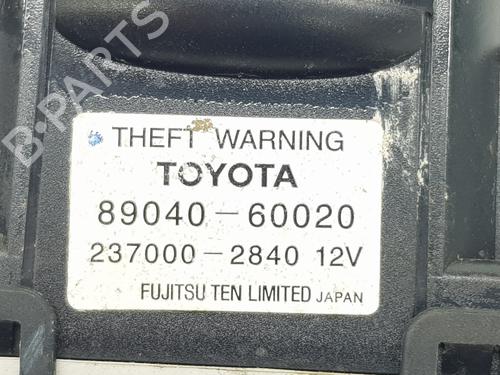 B-PARTS
THEFT WARNING
TOYOTA
89040-60020
237000-2840 12V
FUJITSU TEN LIMITED JAPAN